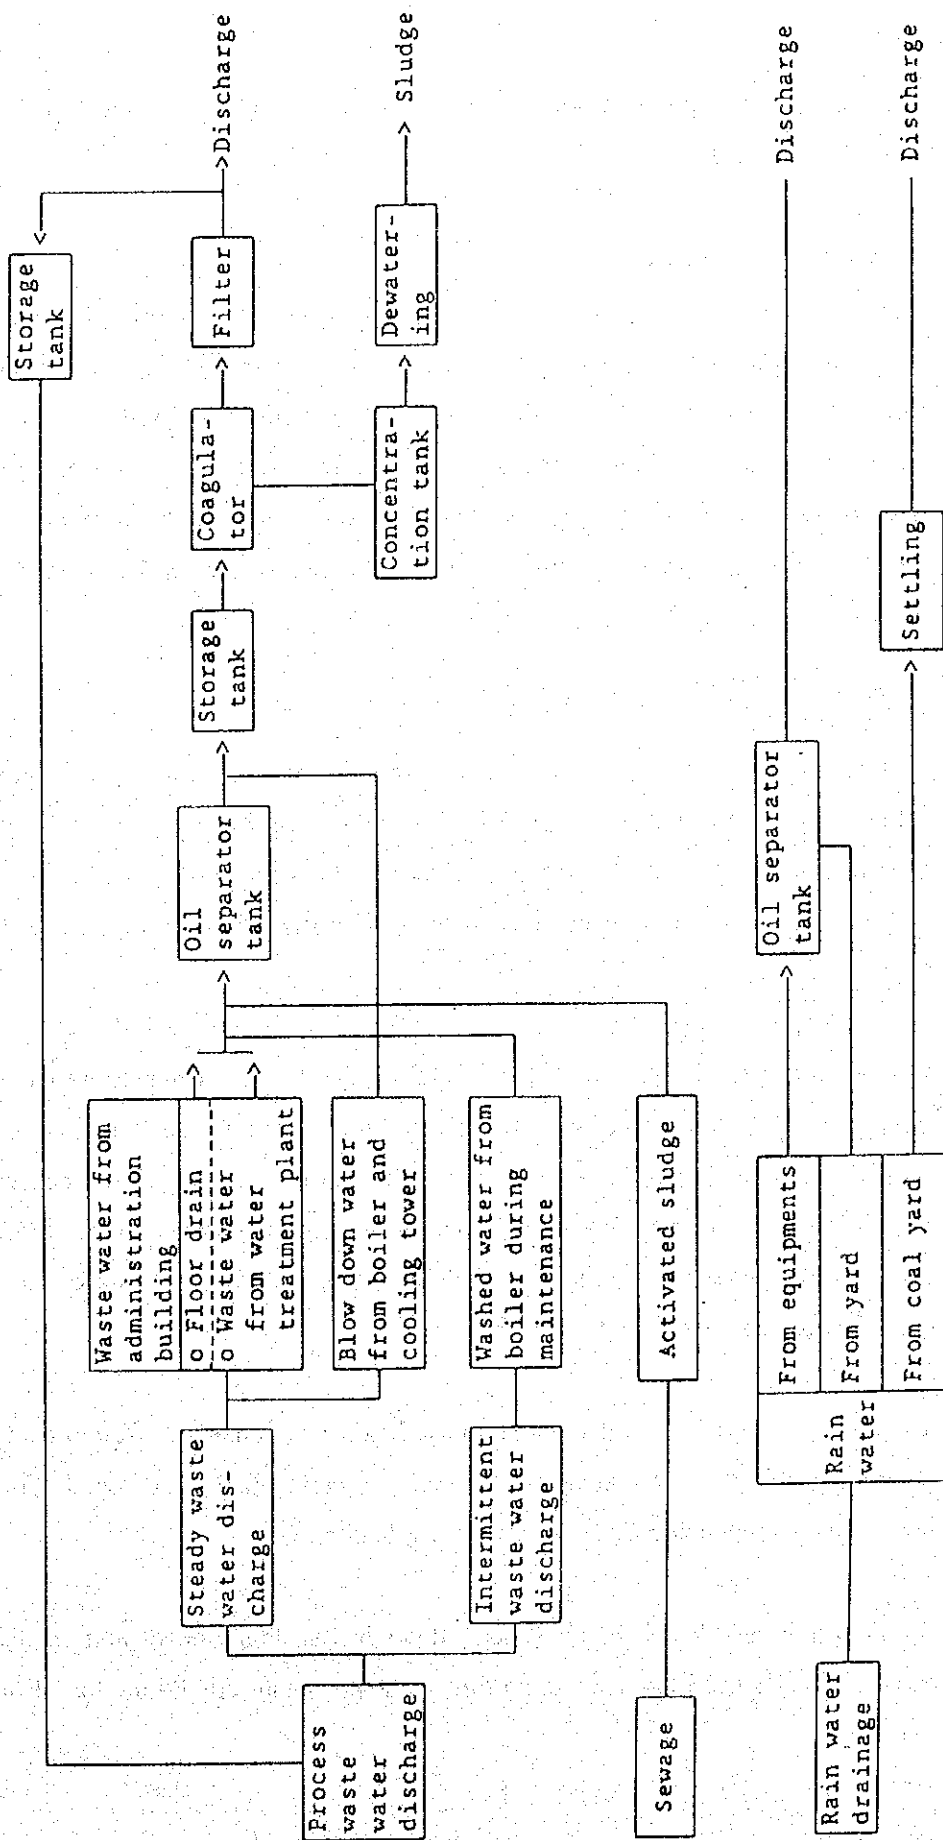 Process
waste
water
discharge
Steady waste
water dis-
charge
Intermittent
waste water
discharge
Waste water from
administration
building
o Floor drain
o Waste water
from water
treatment plant
Blow down water
from boiler and
cooling tower
Washed water from
boiler during
maintenance
Oil
separator
tank
Storage
tank
Coagula-
tor
Filter
Discharge
Storage
tank
Concentra-
tion tank
Dewater-
ing
Sludge
Sewage
Activated sludge
Rain water
drainage
Rain
water
From equipments
From yard
From coal yard
Oil separator
tank
Discharge
Settling
Discharge